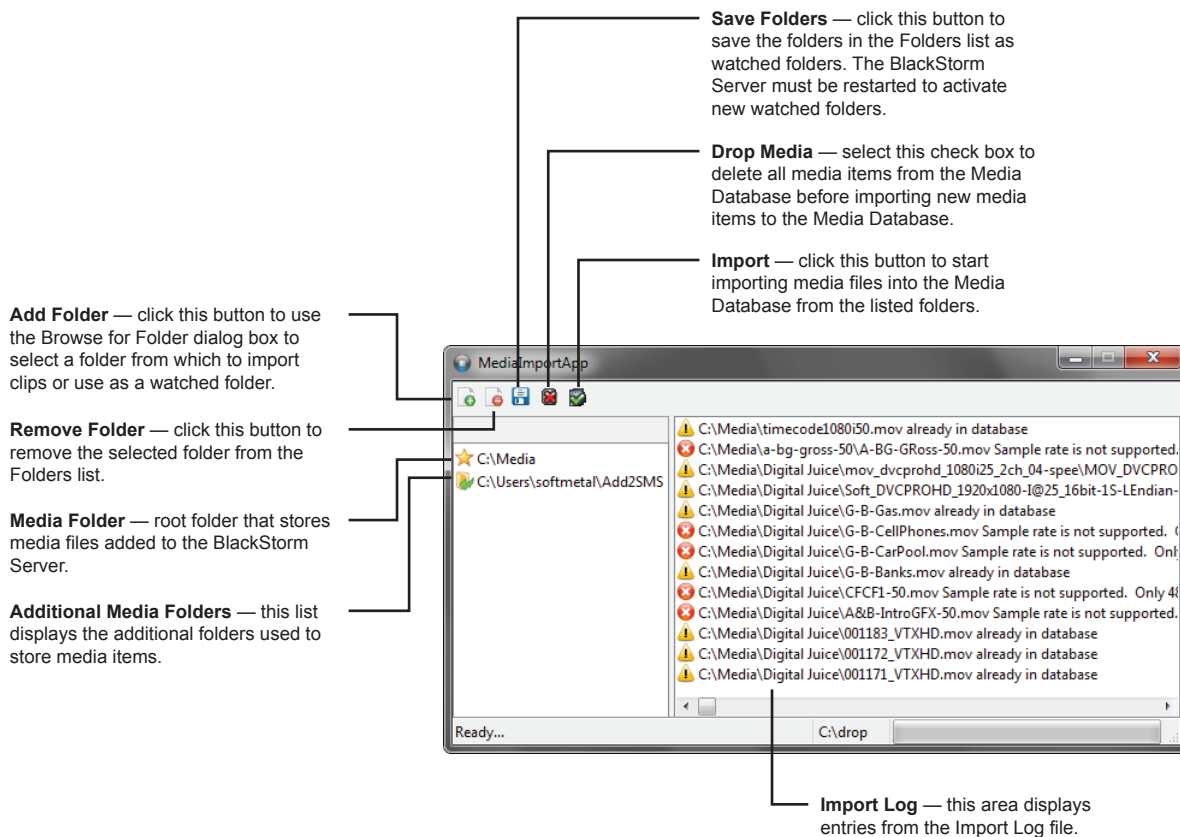 Save Folders — click this button to
save the folders in the Folders list as
watched folders. The BlackStorm
Server must be restarted to activate
new watched folders.
Drop Media — select this check box to
delete all media items from the Media
Database before importing new media
items to the Media Database.
Import — click this button to start
importing media files into the Media
Database from the listed folders.
Add Folder — click this button to use
the Browse for Folder dialog box to
select a folder from which to import
clips or use as a watched folder.
Remove Folder — click this button to
remove the selected folder from the
Folders list.
Media Folder — root folder that stores
media files added to the BlackStorm
Server.
Additional Media Folders — this list
displays the additional folders used to
store media items.
MediaImportApp
C:\Media
C:\Users\softmetal\Add2SMS
C:\Media\timecode1080i50.mov already in database
C:\Media\a-bg-gross-50\A-BG-GRoss-50.mov Sample rate is not supported.
C:\Media\Digital Juice\mov_dvcprohd_1080i25_2ch_04-spee\MOV_DVCPRO
C:\Media\Digital Juice\Soft_DVCPROHD_1920x1080-I@25_16bit-1S-LEndian-
C:\Media\Digital Juice\G-B-Gas.mov already in database
C:\Media\Digital Juice\G-B-CellPhones.mov Sample rate is not supported.
C:\Media\Digital Juice\G-B-CarPool.mov Sample rate is not supported. Onl
C:\Media\Digital Juice\G-B-Banks.mov already in database
C:\Media\Digital Juice\CFCF1-50.mov Sample rate is not supported. Only 48
C:\Media\Digital Juice\A&B-IntroGFX-50.mov Sample rate is not supported.
C:\Media\Digital Juice\001183_VTXHD.mov already in database
C:\Media\Digital Juice\001172_VTXHD.mov already in database
C:\Media\Digital Juice\001171_VTXHD.mov already in database
Ready...
C:\drop
Import Log — this area displays
entries from the Import Log file.